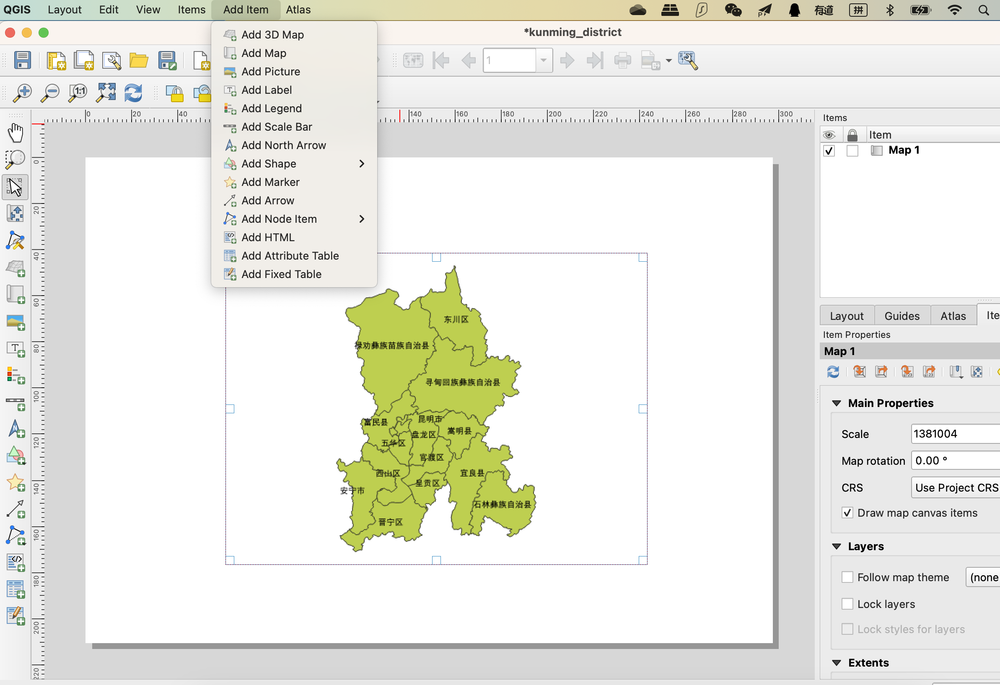 QGIS Layout Edit View Items Add Item Atlas 有道 拼
*kunming_district
Add 3D Map
Add Map
Add Picture
Add Label
Add Legend
Add Scale Bar
Add North Arrow
Add Shape
Add Marker
Add Arrow
Add Node Item
Add HTML
Add Attribute Table
Add Fixed Table
1
1:1
0 20 40 140 160 180 200 220 240 260 280 300
0
20
40
60
80
100
120
140
160
180
200
220
东川区
禄劝彝族苗族自治县
寻甸回族彝族自治县
富民县
昆明市
嵩明县
盘龙区
五华区
官渡区
西山区
宜良县
呈贡区
安宁市
石林彝族自治县
晋宁区
Items
Item
Map 1
Layout Guides Atlas Ite
Item Properties
Map 1
Main Properties
Scale 1381004
Map rotation 0.00 °
CRS Use Project CRS
Draw map canvas items
Layers
Follow map theme (none
Lock layers
Lock styles for layers
Extents